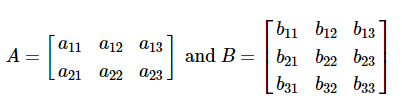 A = [ a₁₁ a₁₂ a₁₃ ; a₂₁ a₂₂ a₂₃ ] and B = [ b₁₁ b₁₂ b₁₃ ; b₂₁ b₂₂ b₂₃ ; b₃₁ b₃₂ b₃₃ ]